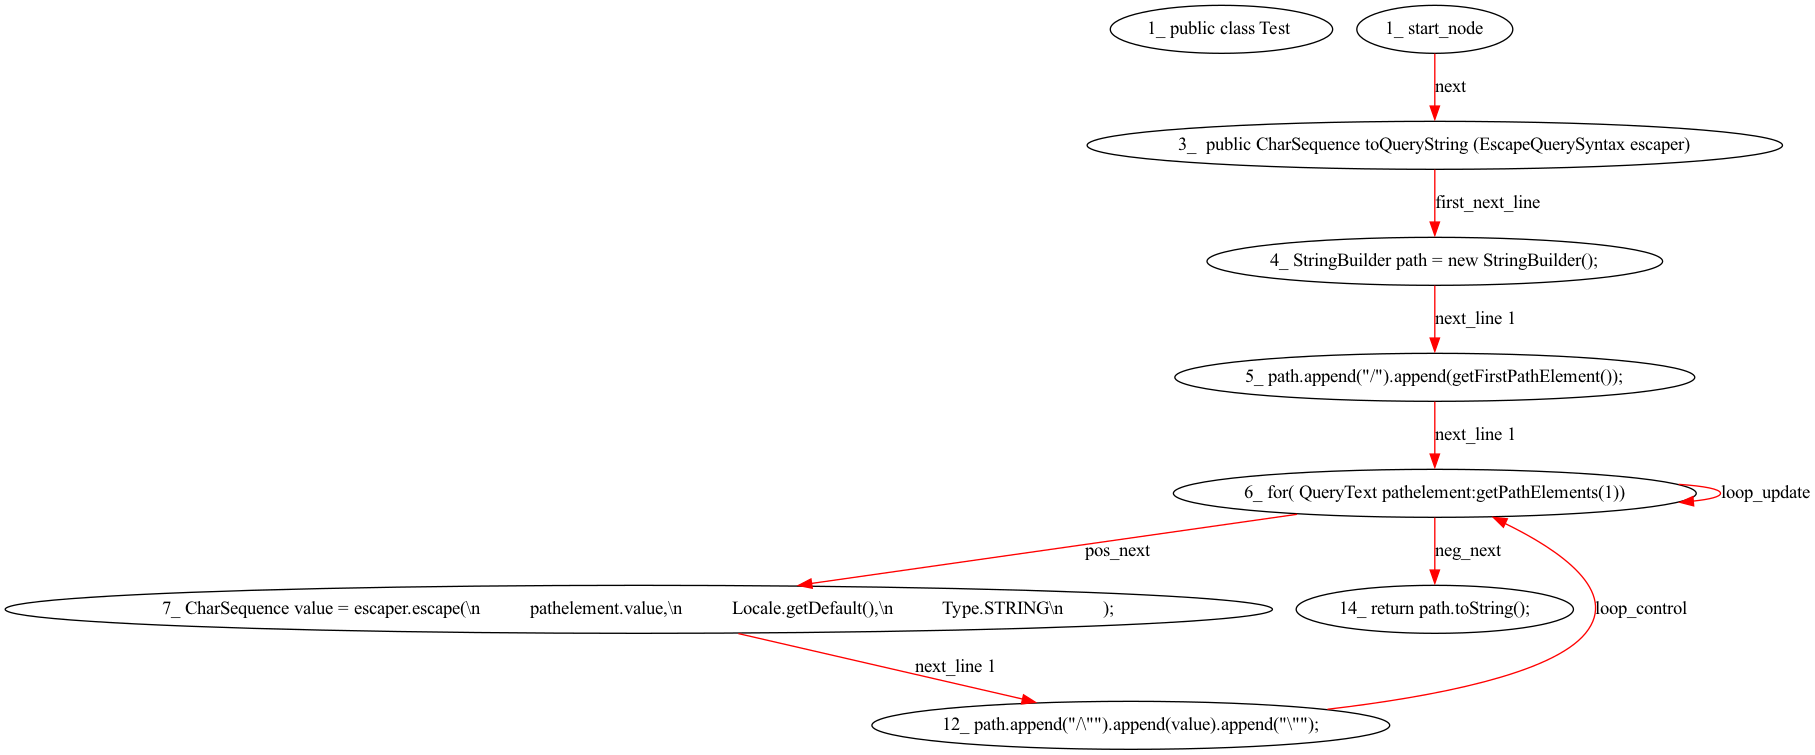 1_ public class Test
1_ start_node
next
3_  public CharSequence toQueryString (EscapeQuerySyntax escaper)
first_next_line
4_ StringBuilder path = new StringBuilder();
next_line 1
5_ path.append("/").append(getFirstPathElement());
next_line 1
6_ for( QueryText pathelement:getPathElements(1))
loop_update
pos_next
neg_next
7_ CharSequence value = escaper.escape(\n          pathelement.value,\n          Locale.getDefault(),\n          Type.STRING\n        );
14_ return path.toString();
loop_control
next_line 1
12_ path.append("/\"").append(value).append("\"");